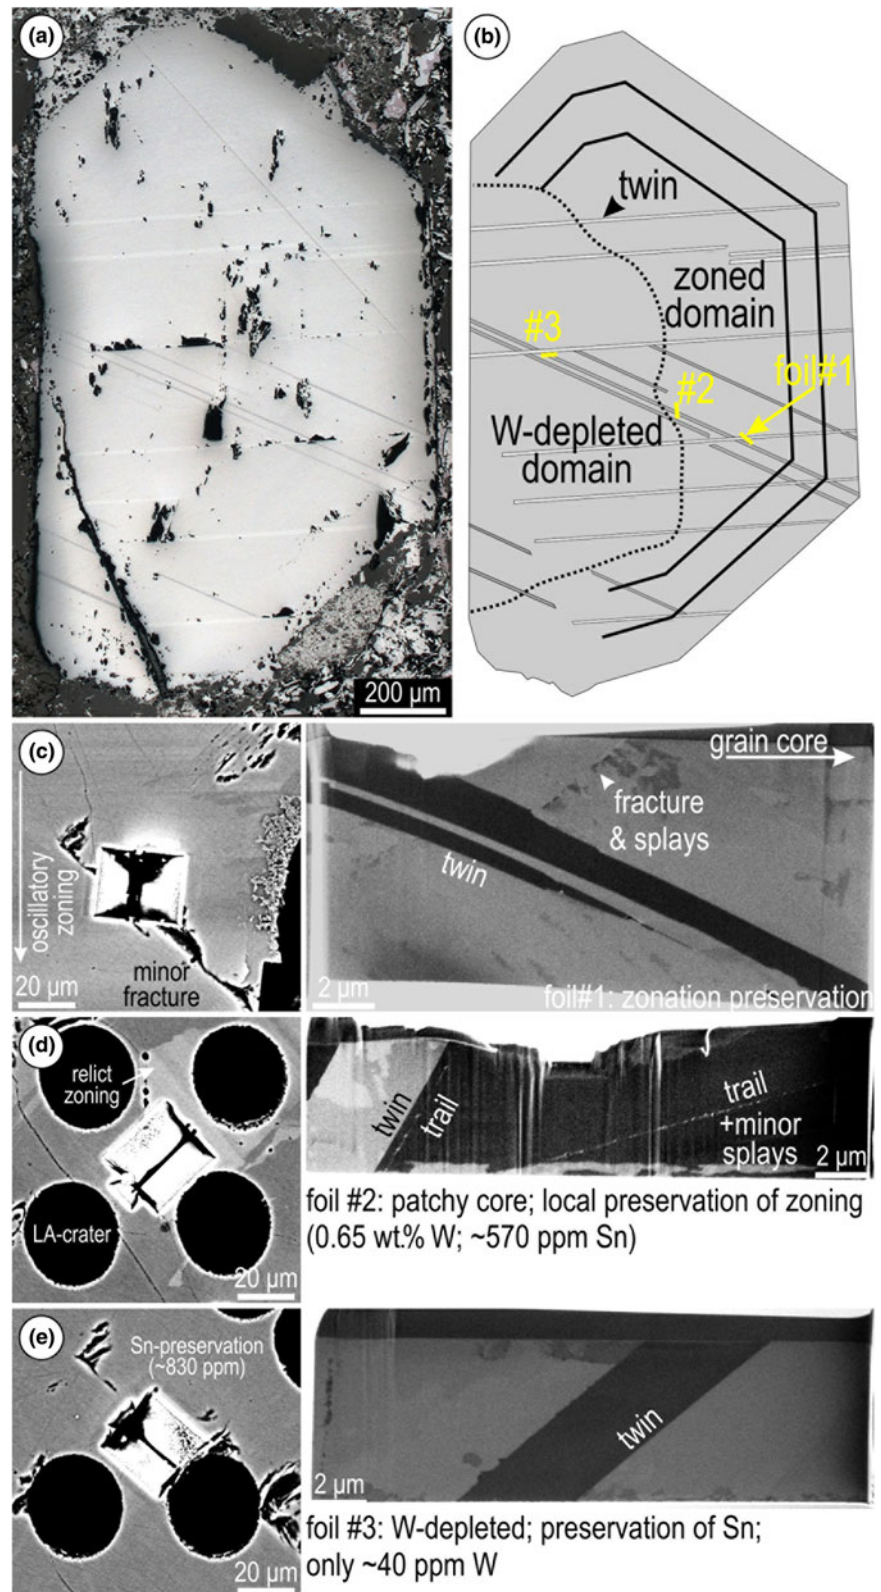 (a)
200 µm
(b)
twin
zoned
domain
#3
#2
foil#1
W-depleted
domain
(c)
oscillatory
zoning
minor
fracture
20 µm
grain core
fracture
& splays
twin
2 µm
foil#1: zonation preservation
(d)
relict
zoning
LA-crater
20 µm
twin
trail
trail
+minor
splays
2 µm
foil #2: patchy core; local preservation of zoning
(0.65 wt.% W; ~570 ppm Sn)
(e)
Sn-preservation
(~830 ppm)
20 µm
twin
2 µm
foil #3: W-depleted; preservation of Sn;
only ~40 ppm W